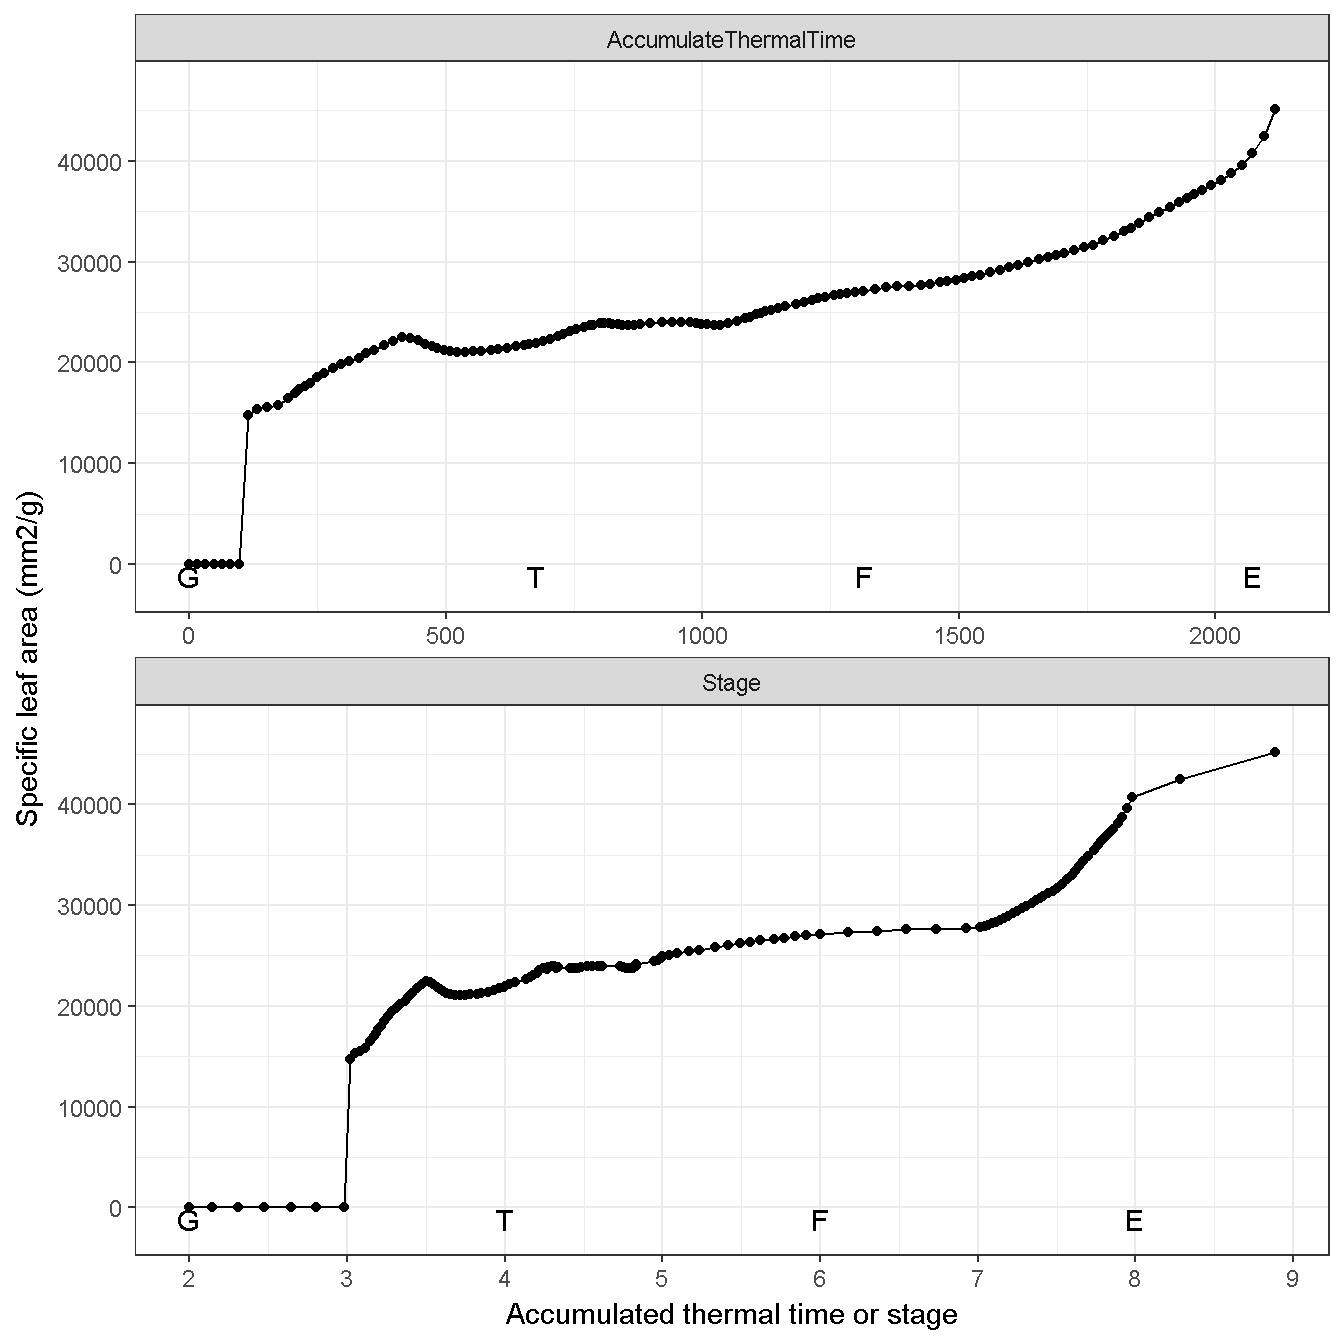 AccumulateThermalTime
40000
30000
20000
10000
0
G T F E
0 500 1000 1500 2000
Specific leaf area (mm2/g)
Stage
40000
30000
20000
10000
0
G T F E
2 3 4 5 6 7 8 9
Accumulated thermal time or stage